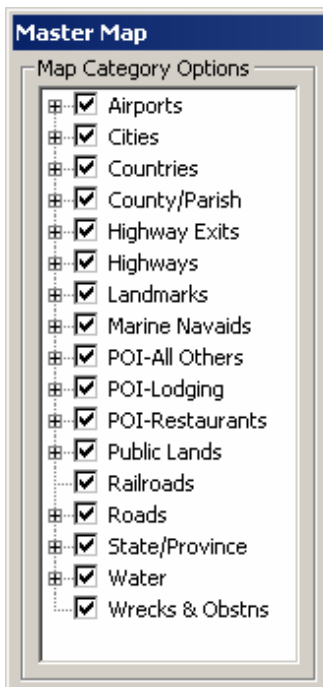 Master Map
Map Category Options
Airports
Cities
Countries
County/Parish
Highway Exits
Highways
Landmarks
Marine Navaids
POI-All Others
POI-Lodging
POI-Restaurants
Public Lands
Railroads
Roads
State/Province
Water
Wrecks & Obstns